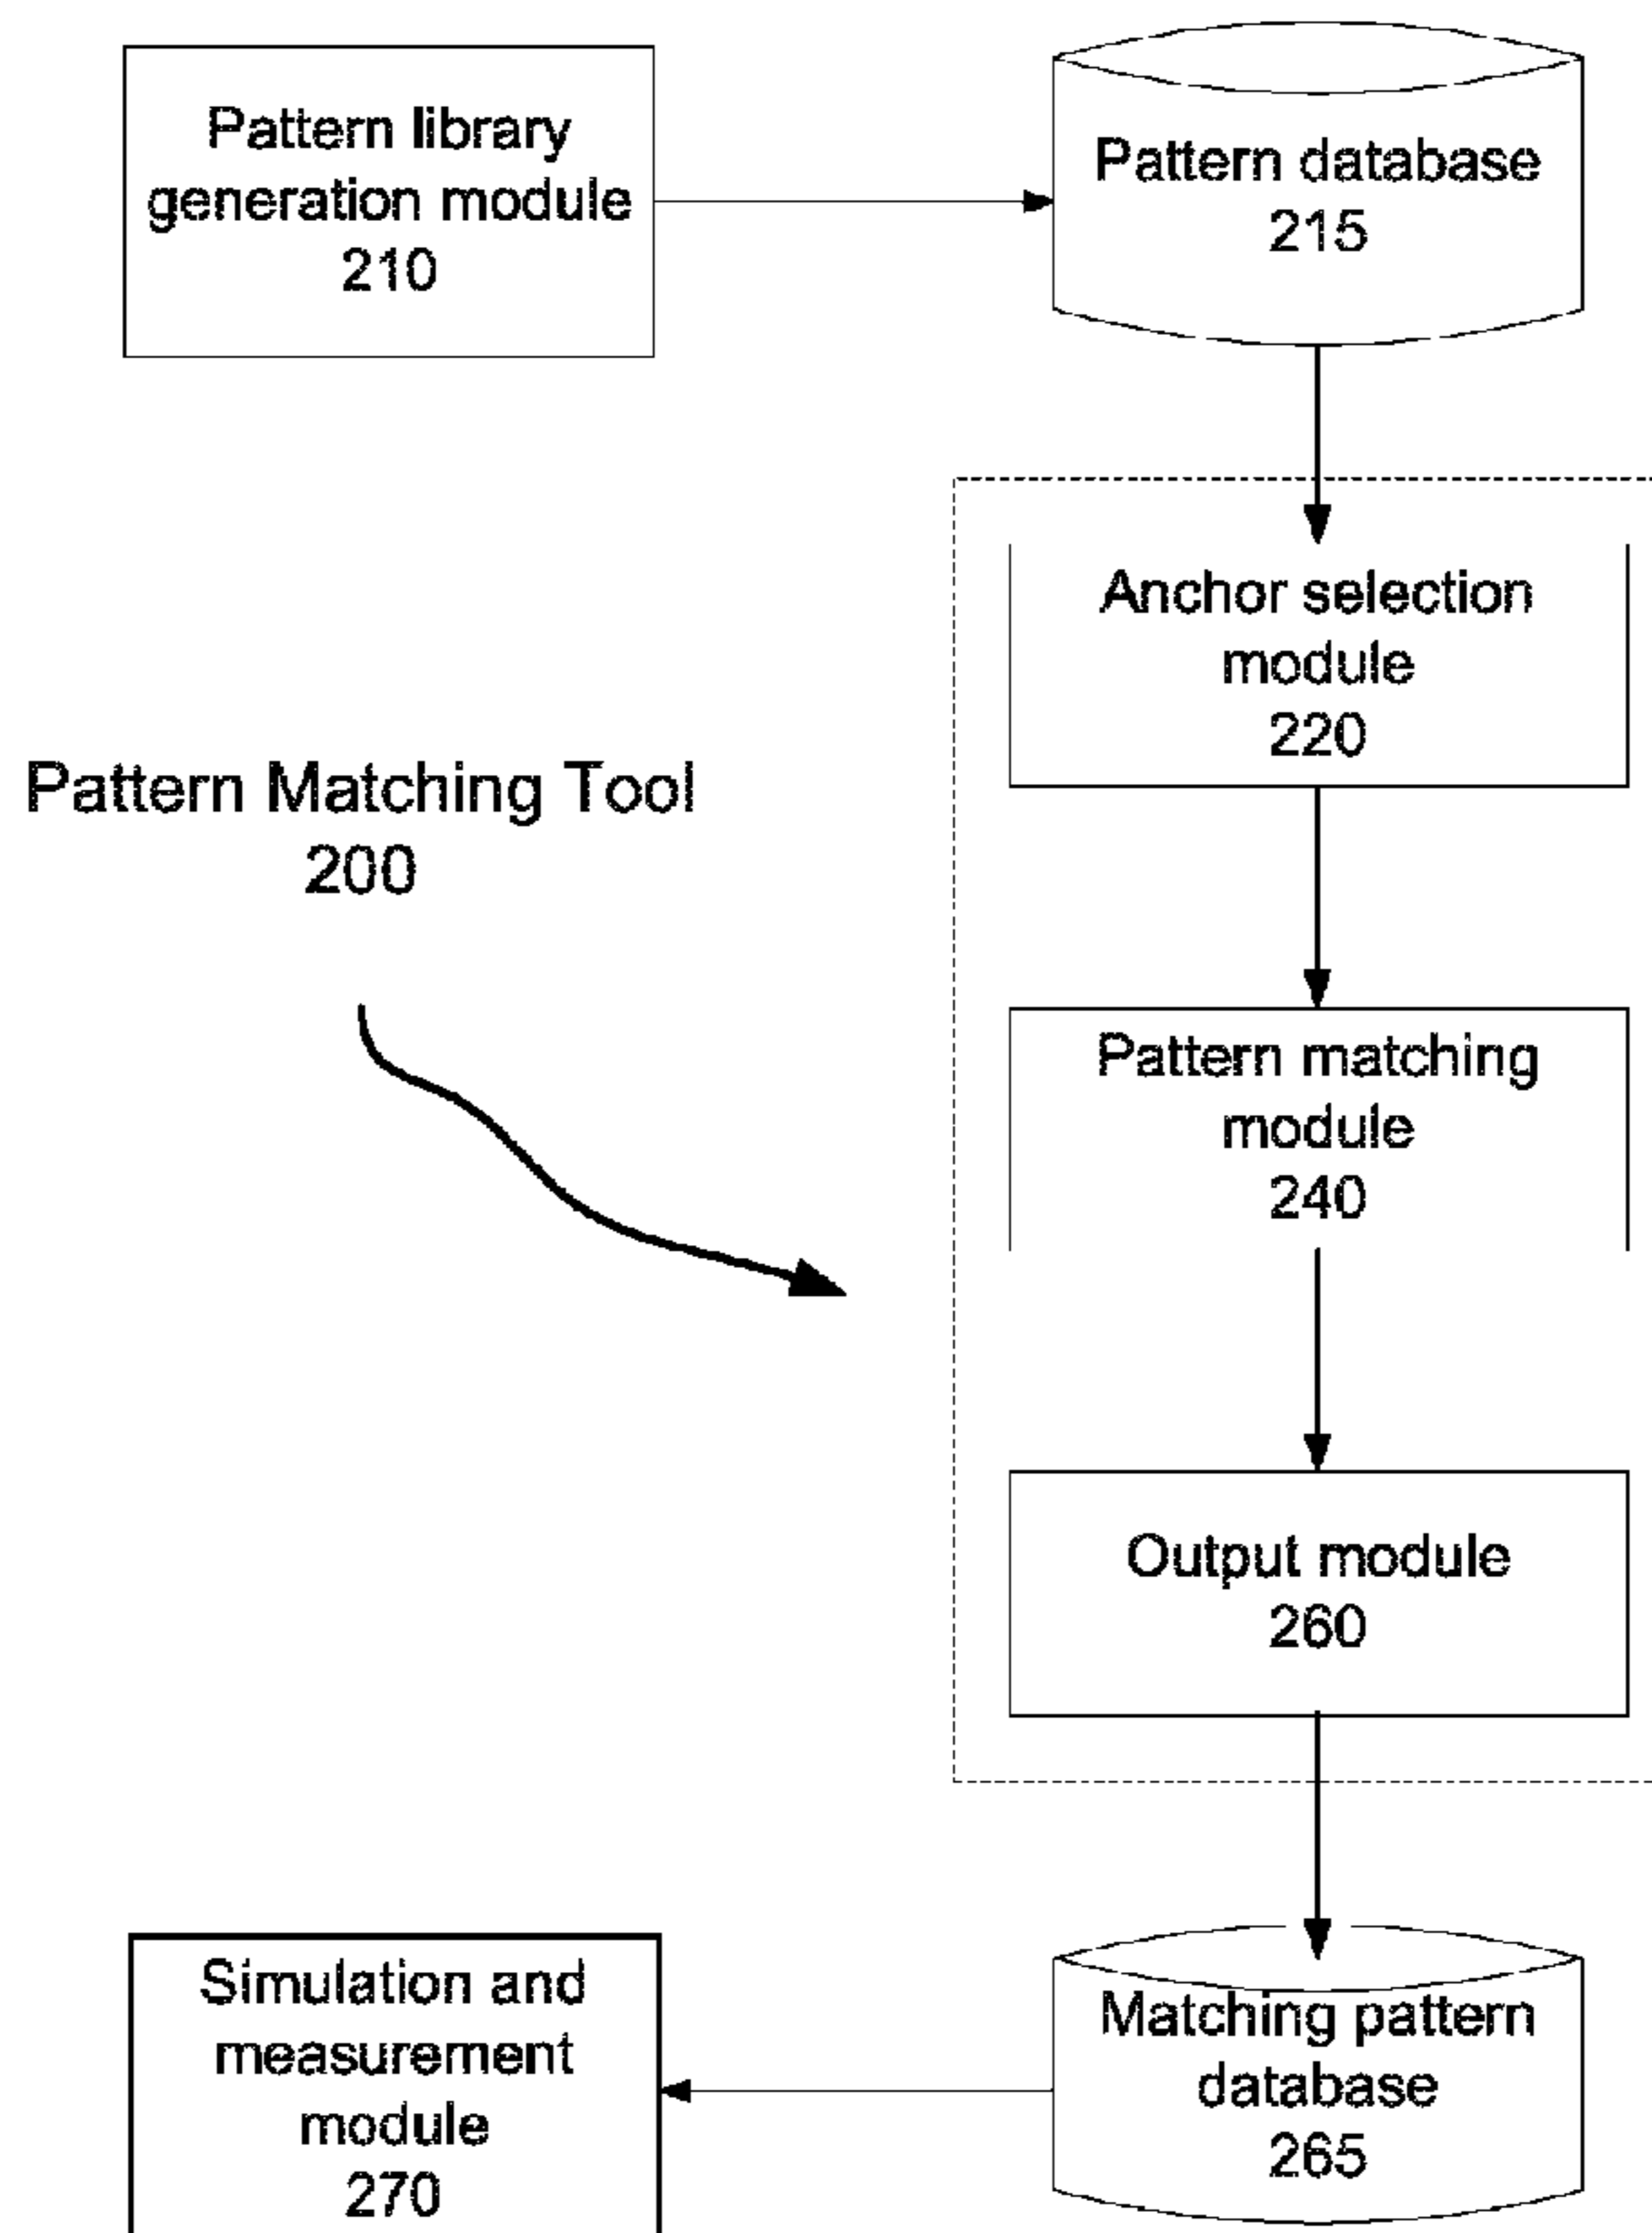 Pattern library
generation module
210
Pattern database
215
Anchor selection
module
220
Pattern Matching Tool
200
Pattern matching
module
240
Output module
260
Matching pattern
database
265
Simulation and
measurement
module
270